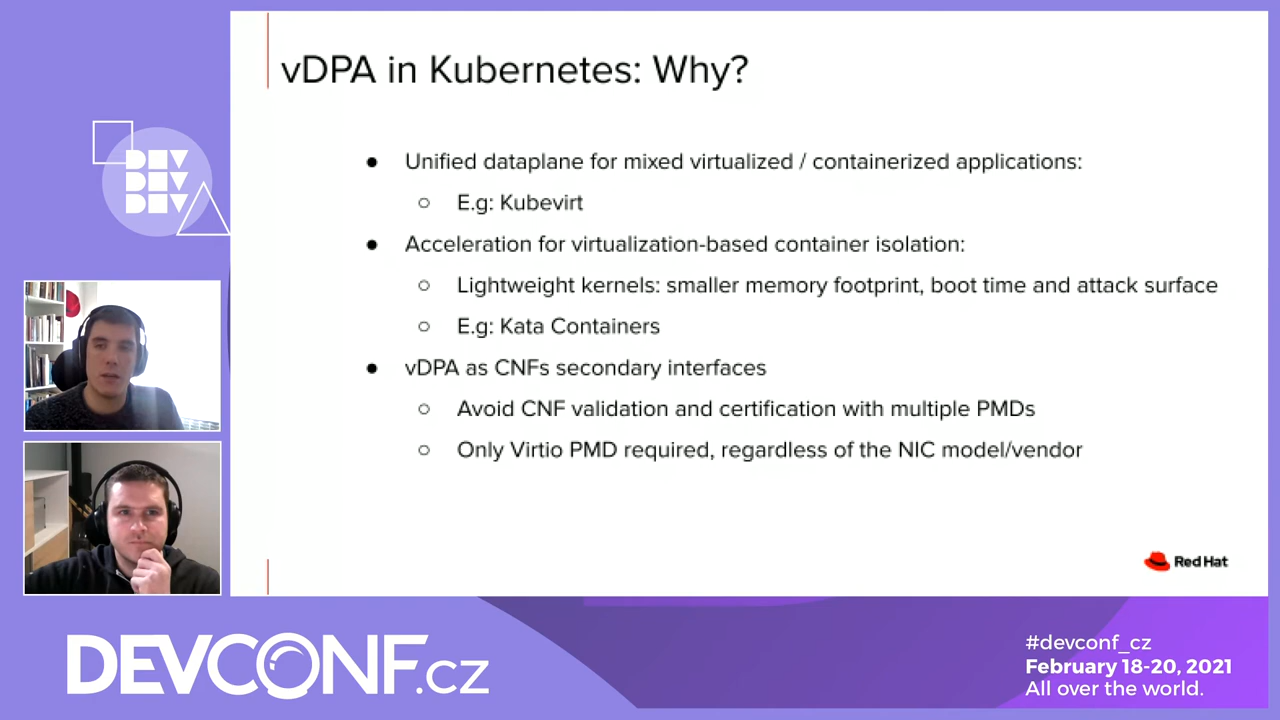 vDPA in Kubernetes: Why?
● Unified dataplane for mixed virtualized / containerized applications:
○ E.g: Kubevirt
● Acceleration for virtualization-based container isolation:
○ Lightweight kernels: smaller memory footprint, boot time and attack surface
○ E.g: Kata Containers
● vDPA as CNFs secondary interfaces
○ Avoid CNF validation and certification with multiple PMDs
○ Only Virtio PMD required, regardless of the NIC model/vendor
Red Hat
DEV
DEV
DEV
DEVCONF.cz
#devconf_cz
February 18-20, 2021
All over the world.